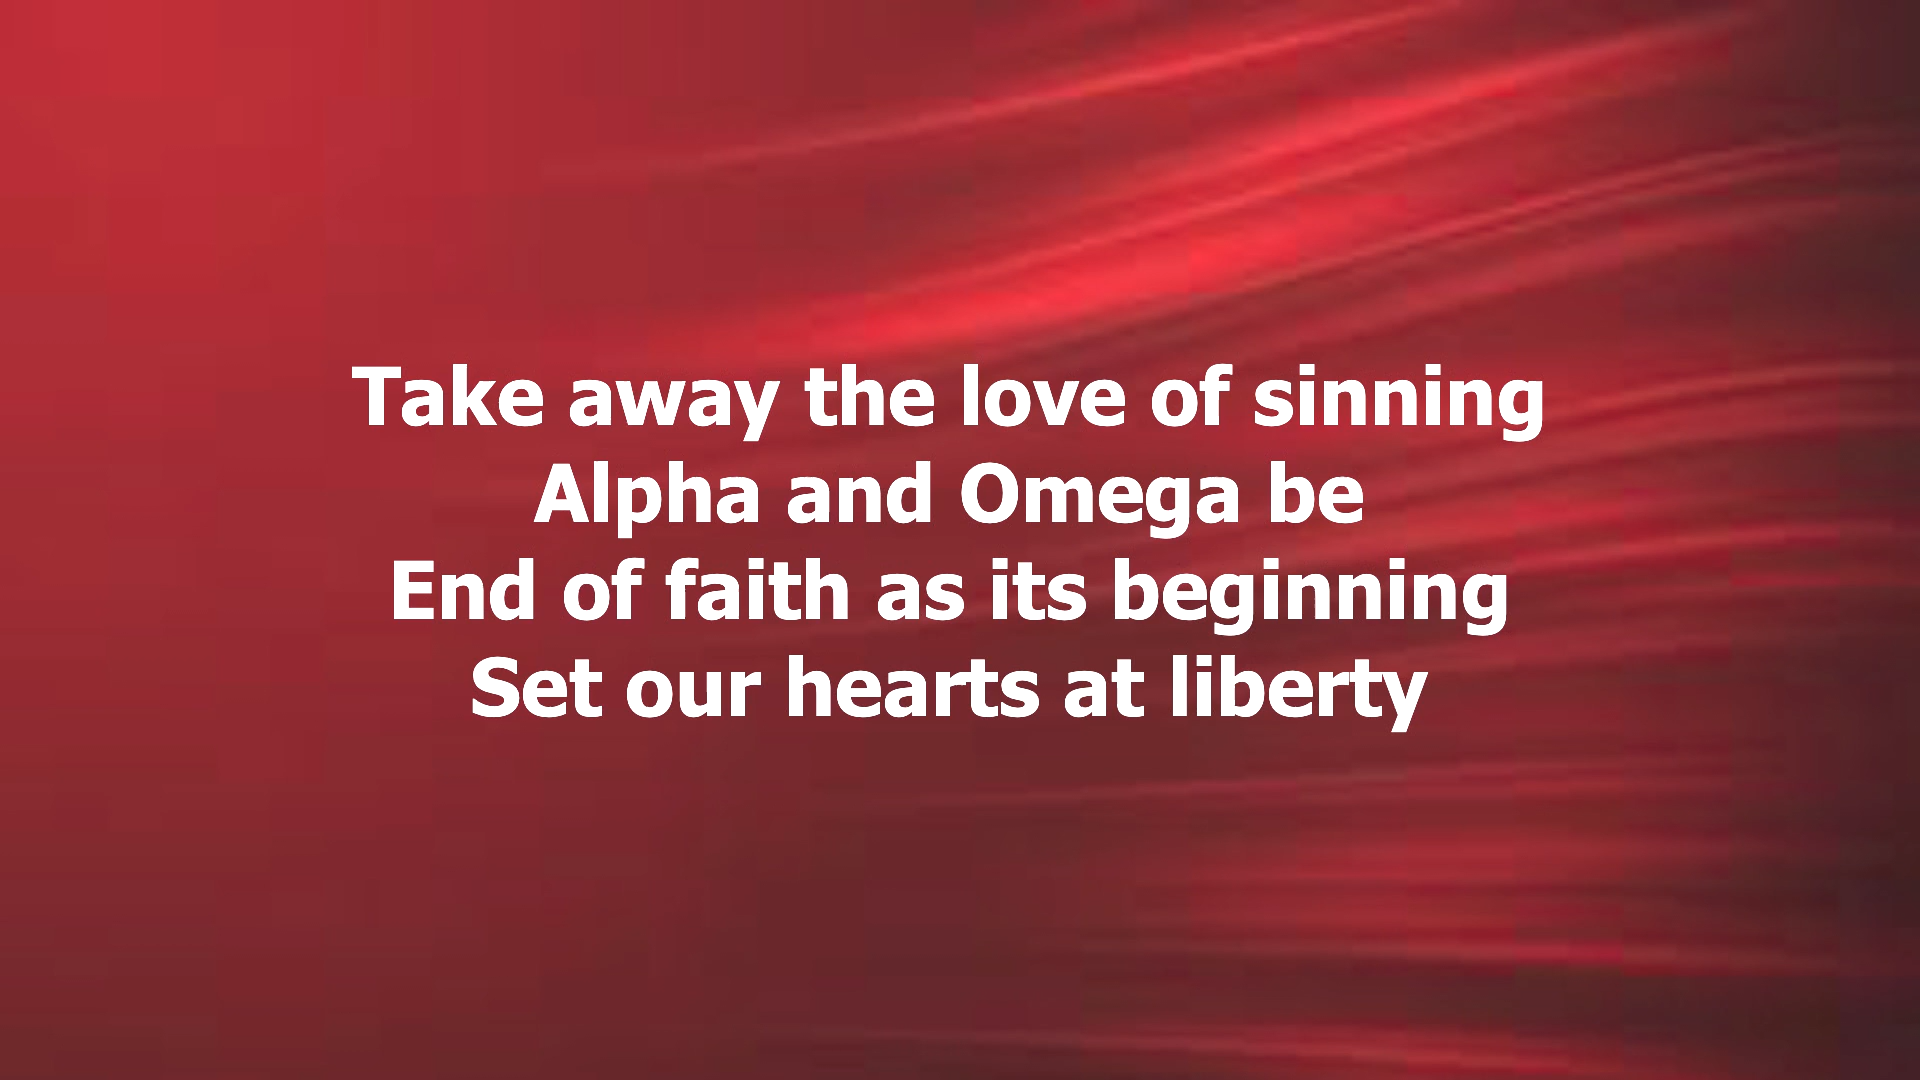 Take away the love of sinning
Alpha and Omega be
End of faith as its beginning
Set our hearts at liberty